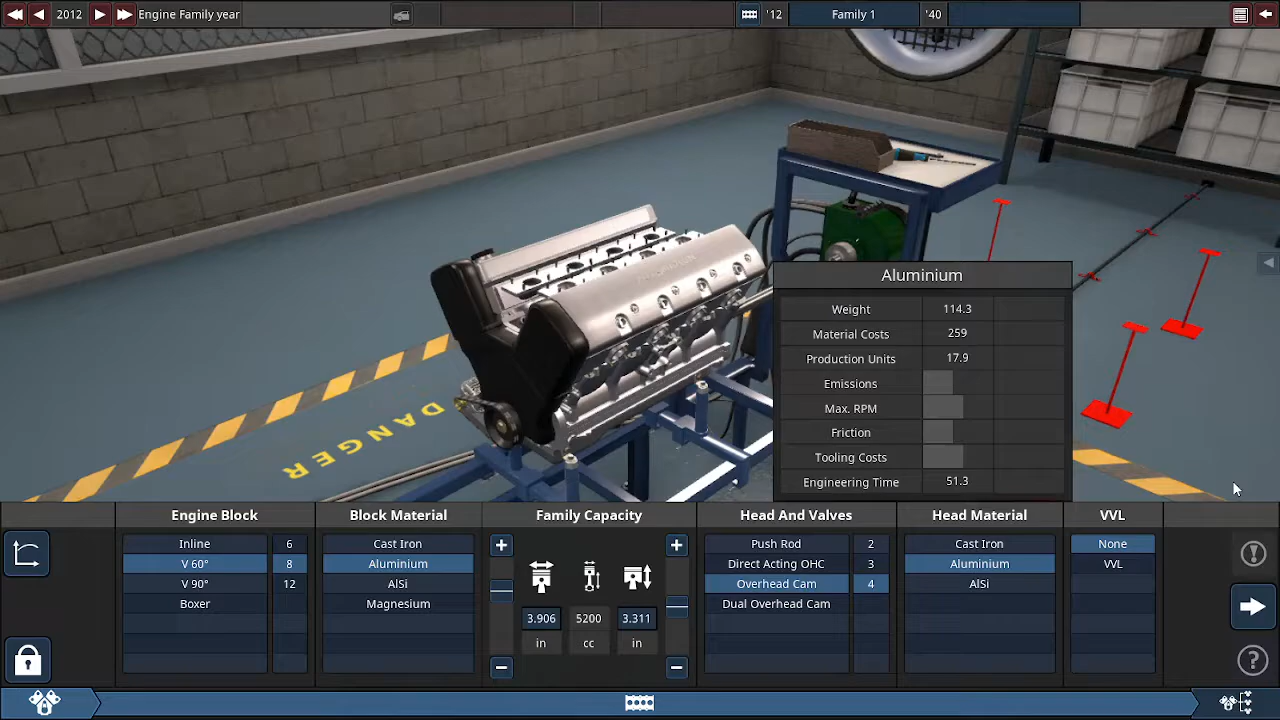 2012 Engine Family year '12 Family 1 '40
DANGER
Aluminium
Weight 114.3
Material Costs 259
Production Units 17.9
Emissions
Max. RPM
Friction
Tooling Costs
Engineering Time 51.3
Engine Block Block Material Family Capacity Head And Valves Head Material VVL
Inline 6 Cast Iron + + Push Rod 2 Cast Iron None
V 60° 8 Aluminium Direct Acting OHC 3 Aluminium VVL
V 90° 12 AlSi Overhead Cam 4 AlSi
Boxer Magnesium 3.906 5200 3.311 Dual Overhead Cam
in cc in